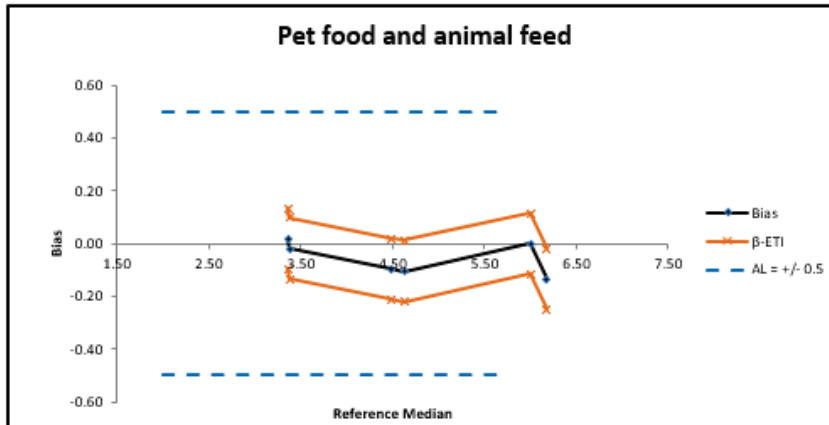 Pet food and animal feed
0.60
0.40
0.20
0.00
1.50 2.50 3.50 4.50 5.50 6.50 7.50
-0.20
-0.40
-0.60
Bias
Reference Median
Bias
β-ETI
AL = +/- 0.5